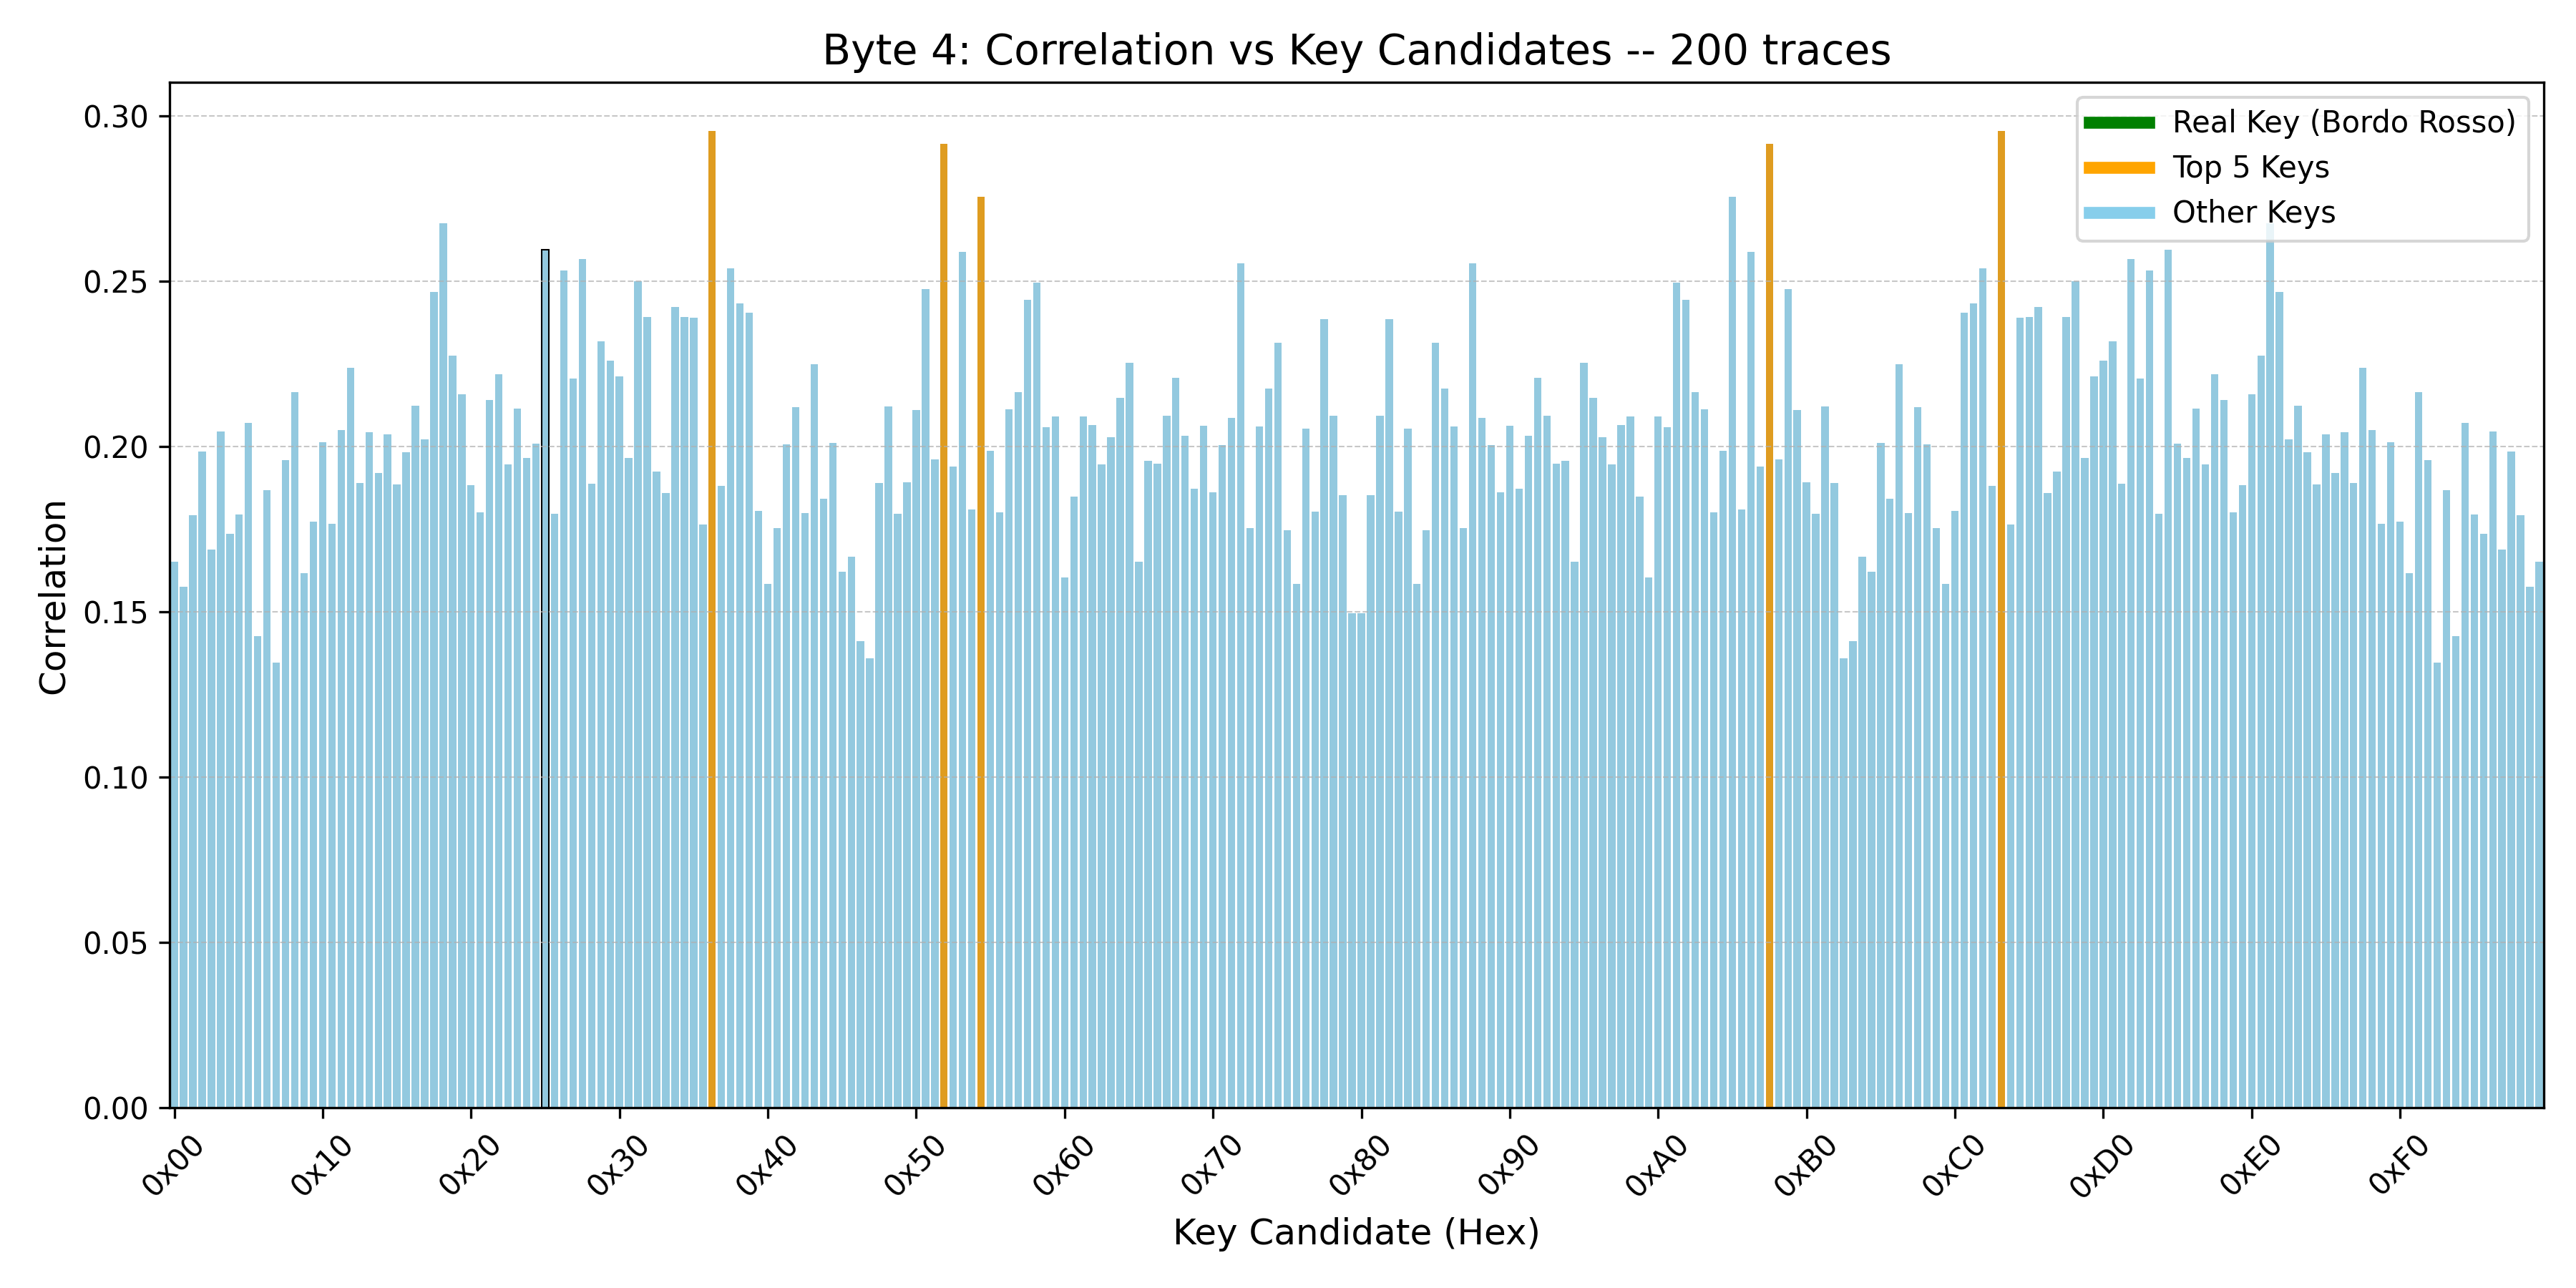 Byte 4: Correlation vs Key Candidates -- 200 traces
Real Key (Bordo Rosso)
Top 5 Keys
Other Keys
0.30
0.25
0.20
0.15
0.10
0.05
0.00
Correlation
0x00
0x10
0x20
0x30
0x40
0x50
0x60
0x70
0x80
0x90
0xA0
0xB0
0xC0
0xD0
0xE0
0xF0
Key Candidate (Hex)